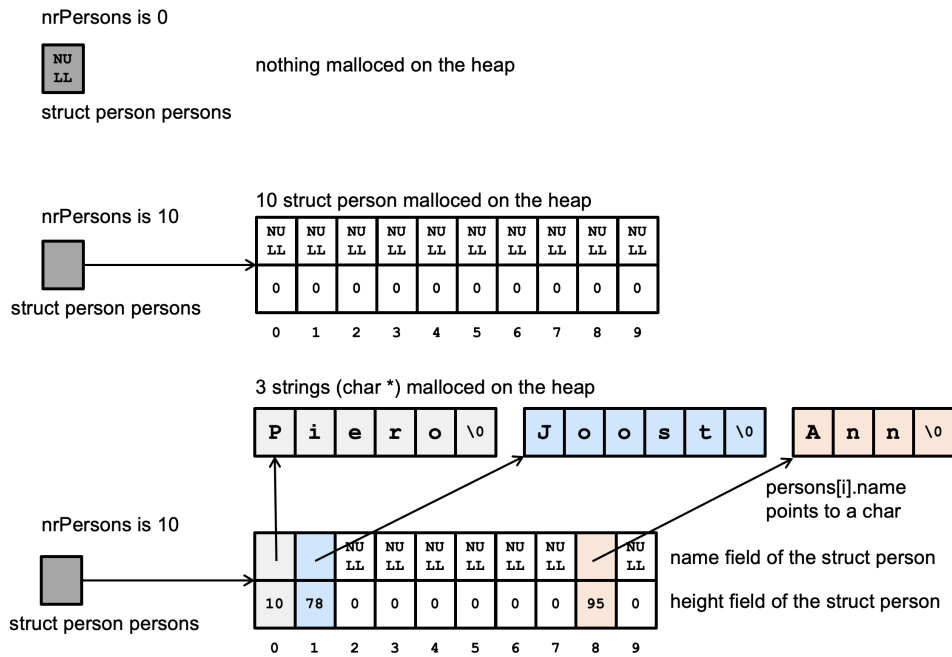 nrPersons is 0
NU
LL
nothing malloced on the heap
struct person persons
10 struct person malloced on the heap
nrPersons is 10
NU NU NU NU NU NU NU NU NU NU
LL LL LL LL LL LL LL LL LL LL
0 0 0 0 0 0 0 0 0 0
struct person persons
0 1 2 3 4 5 6 7 8 9
3 strings (char *) malloced on the heap
P i e r o \0 J o o s t \0 A n n \0
persons[i].name
points to a char
nrPersons is 10
NU NU NU NU NU NU NU
LL LL LL LL LL LL LL
name field of the struct person
10 78 0 0 0 0 0 0 95 0
height field of the struct person
struct person persons
0 1 2 3 4 5 6 7 8 9